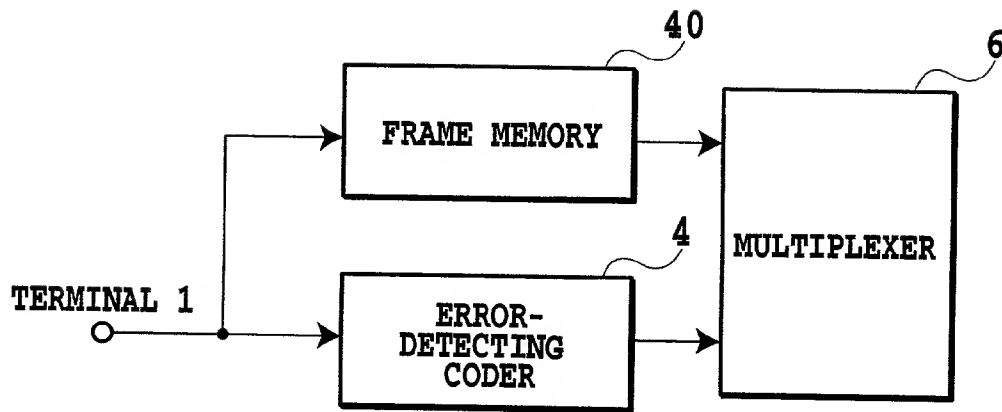 40
6
FRAME MEMORY
4
MULTIPLEXER
TERMINAL 1
ERROR-
DETECTING
CODER